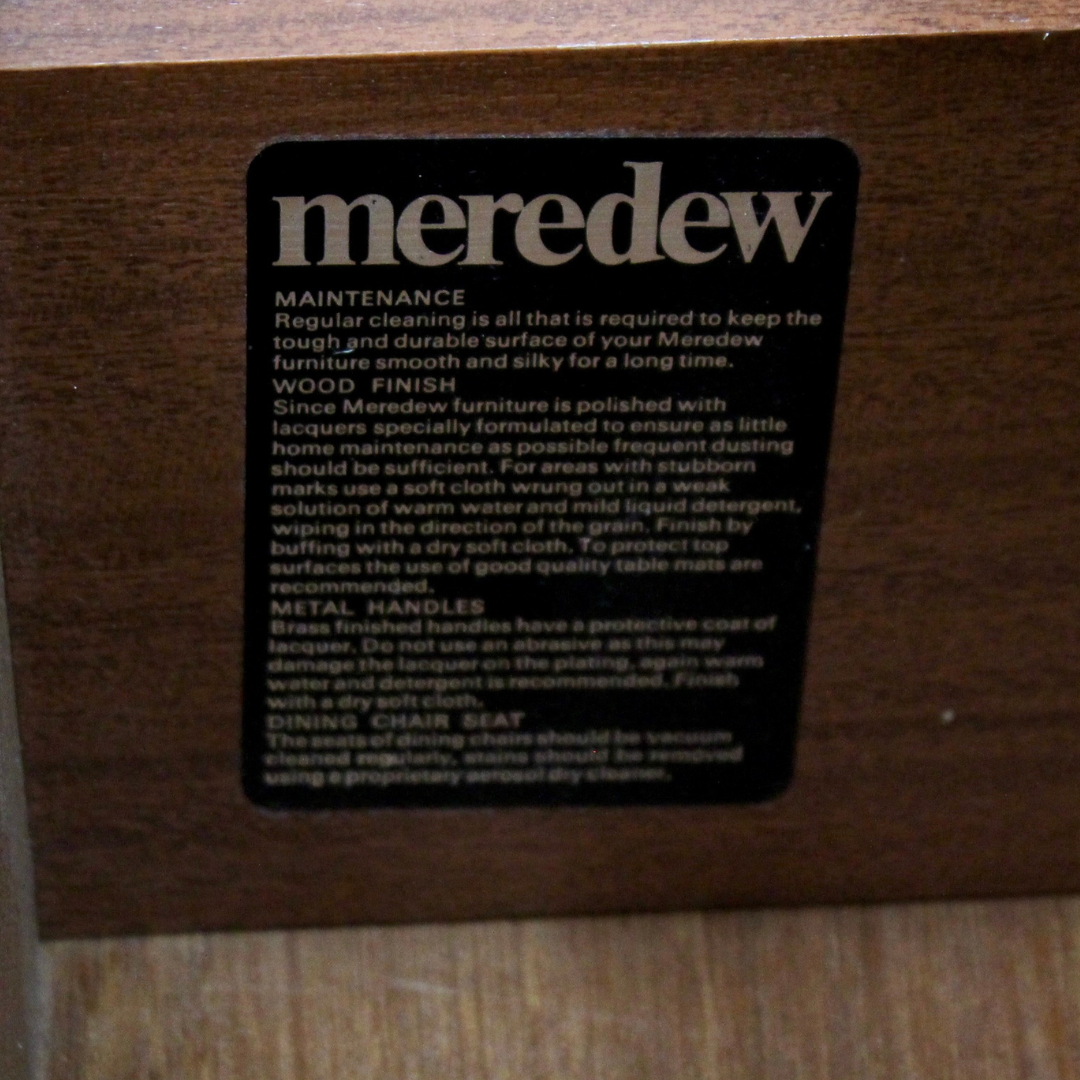 meredew
MAINTENANCE
Regular cleaning is all that is required to keep the
tough and durable surface of your Meredew
furniture smooth and silky for a long time.
WOOD FINISH
Since Meredew furniture is polished with
lacquers specially formulated to ensure as little
home maintenance as possible frequent dusting
should be sufficient. For areas with stubborn
marks use a soft cloth wrung out in a weak
solution of warm water and mild liquid detergent,
wiping in the direction of the grain. Finish by
buffing with a dry soft cloth. To protect top
surfaces the use of good quality table mats are
recommended.
METAL HANDLES
Brass finished handles have a protective coat of
lacquer. Do not use an abrasive as this may
damage the lacquer on the plating, again warm
water and detergent is recommended. Finish
with a dry soft cloth.
DINING CHAIR SEAT
The seats of dining chairs should be vacuum
cleaned regularly, stains should be removed
using a proprietary aerosol dry cleaner.